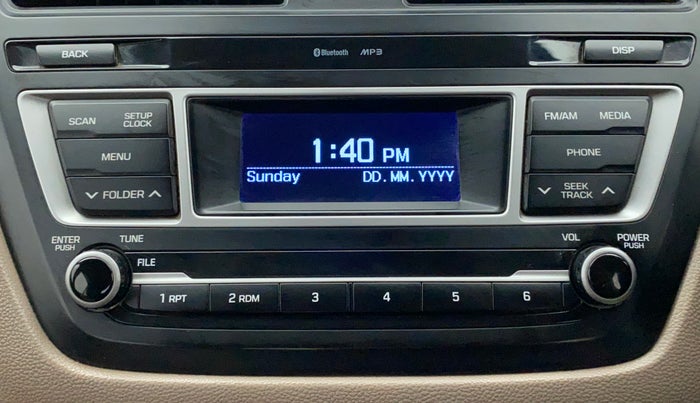 BACK
Bluetooth MP3
DISP
SCAN
SETUP
CLOCK
1:40 PM
FM/AM
MEDIA
MENU
Sunday
DD.MM.YYYY
PHONE
FOLDER
SEEK
TRACK
ENTER
PUSH
TUNE
VOL
POWER
PUSH
FILE
1 RPT
2 RDM
3
4
5
6